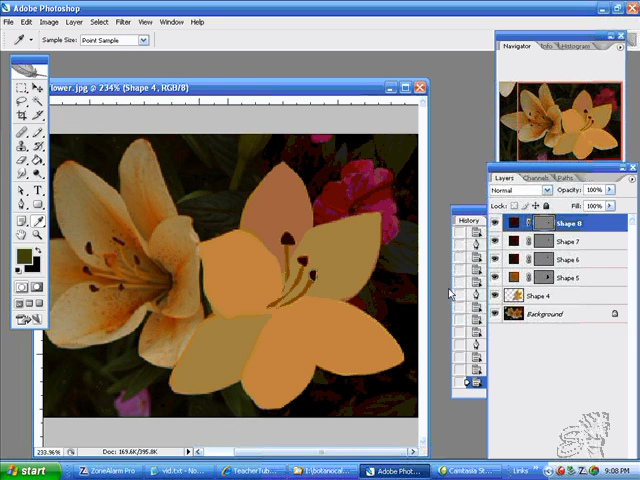 Adobe Photoshop
File Edit Image Layer Select Filter View Window Help
Sample Size: Point Sample
Navigator Info Histogram
lower.jpg @ 234% (Shape 4, RGB/8)
Layers Channels Paths
Normal Opacity: 100%
Lock: Fill: 100%
History
Shape 8
Shape 7
Shape 6
Shape 5
Shape 4
Background
T
233.96% Doc: 169.6K/395.8K
start ZoneAlarm Pro vid.txt - No... TeacherTub... I:\botanocal... Adobe Phot... Camtasia St... Links » 9:08 PM